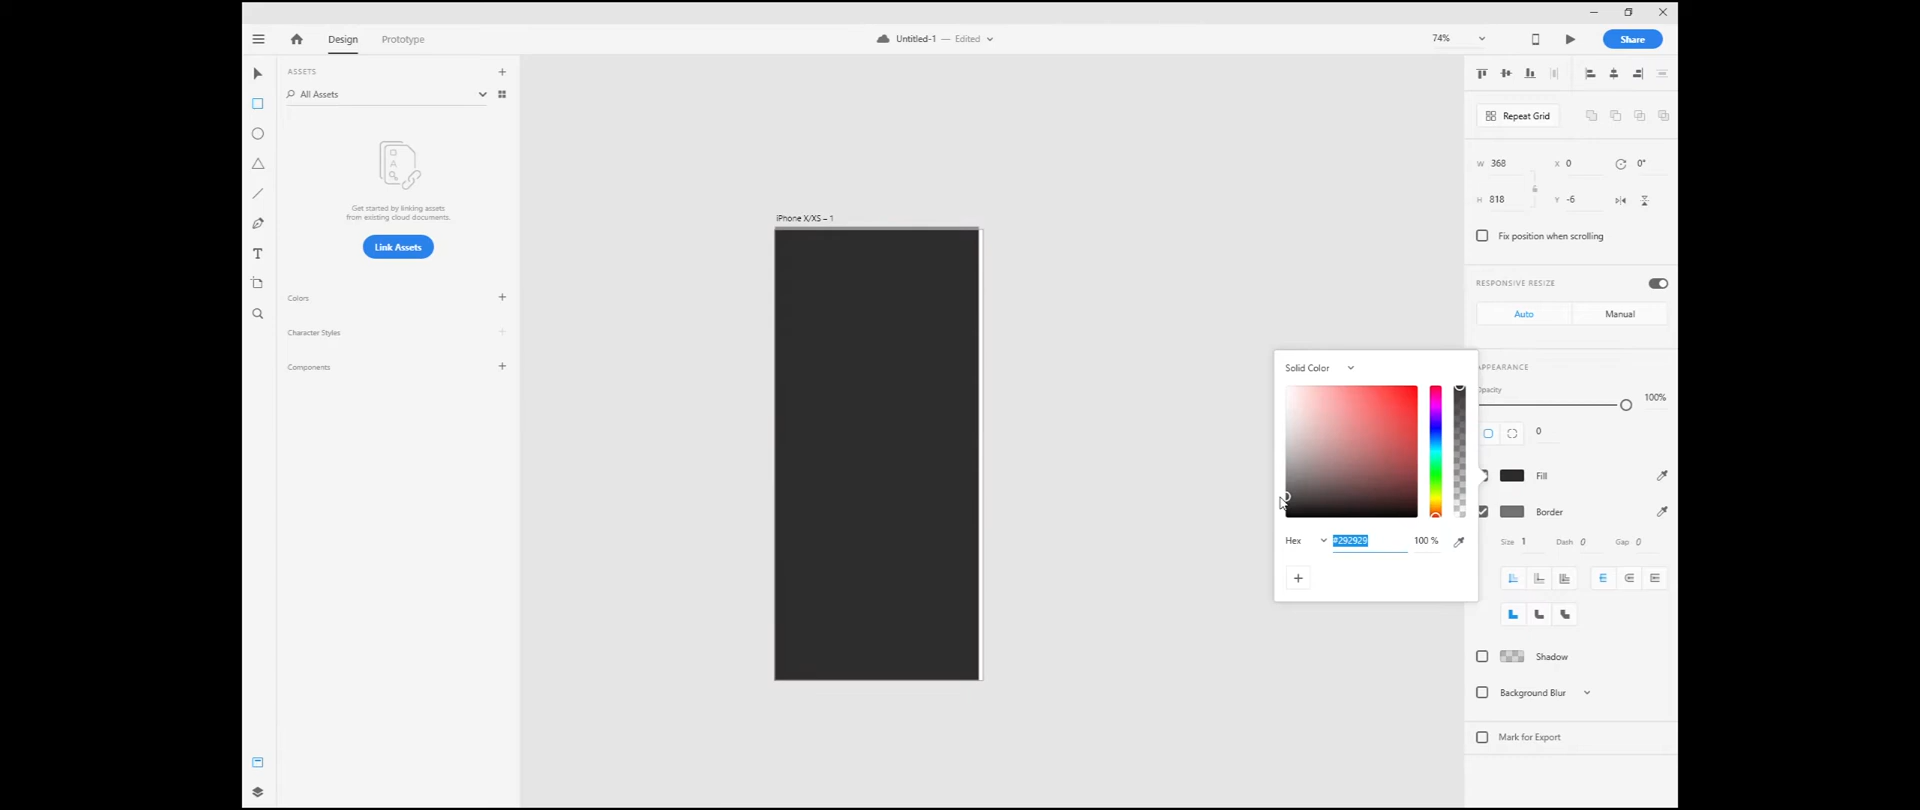 Design
Prototype
Untitled-1 — Edited
74%
Share
ASSETS
All Assets
Repeat Grid
W 368
X 0
0°
H 818
Y -6
Get started by linking assets
from existing cloud documents.
iPhone X/XS – 1
Link Assets
Fix position when scrolling
RESPONSIVE RESIZE
Colors
Auto
Manual
Character Styles
Components
Solid Color
APPEARANCE
Opacity
100%
0
Fill
Border
Hex
#292929
100 %
Size 1
Dash 0
Gap 0
Shadow
Background Blur
Mark for Export